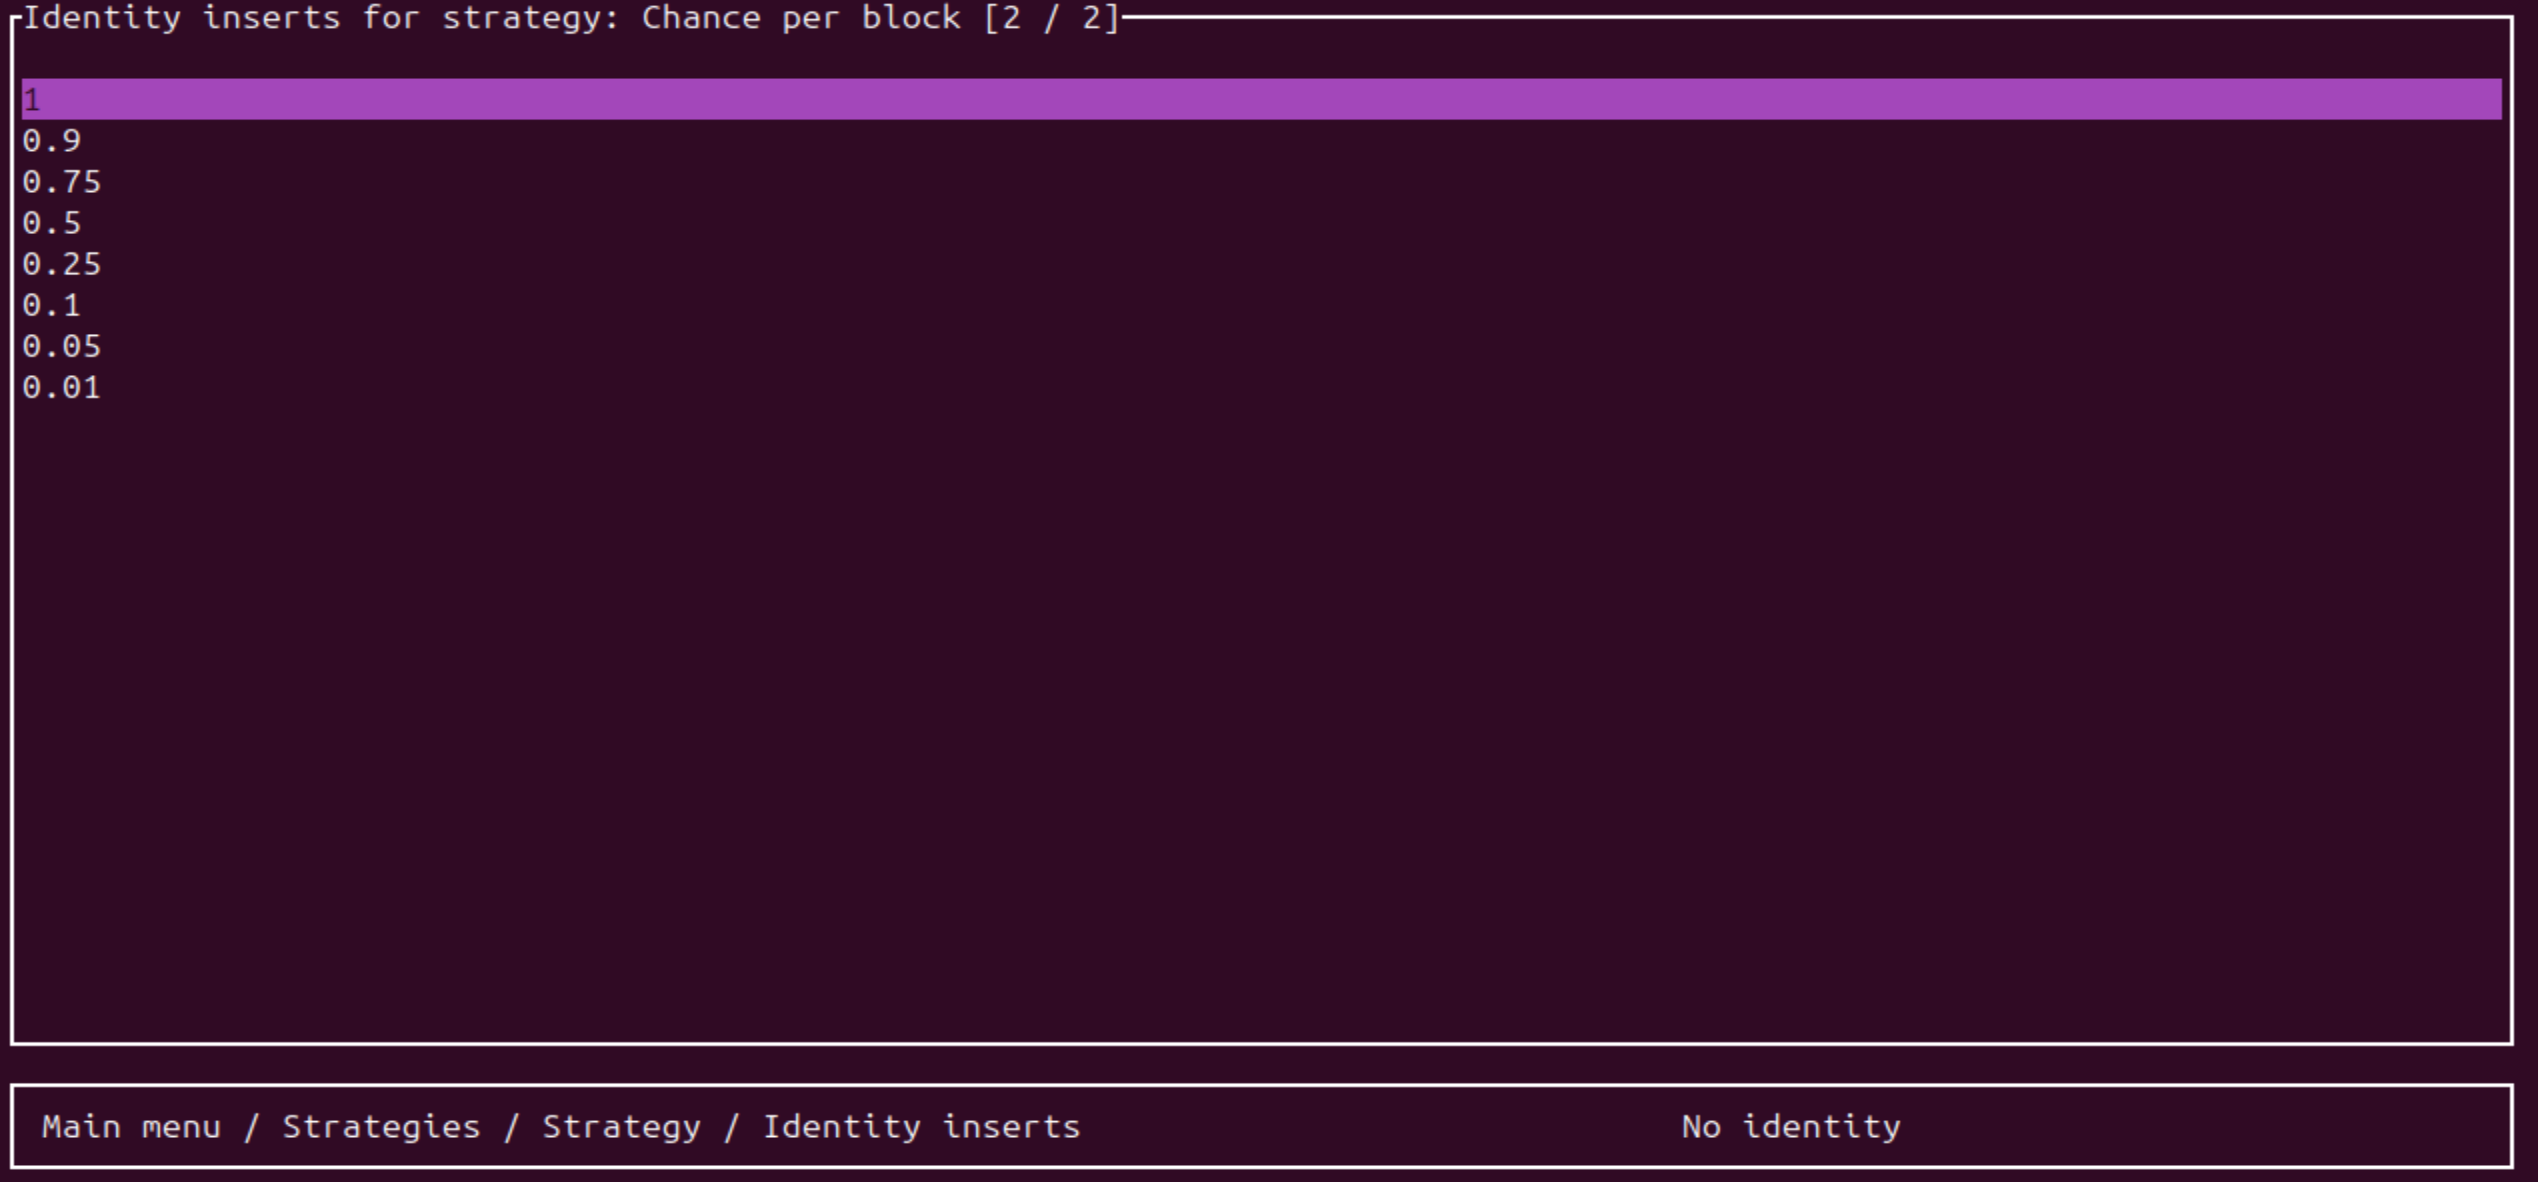 Identity inserts for strategy: Chance per block [2 / 2]
1
0.9
0.75
0.5
0.25
0.1
0.05
0.01
Main menu / Strategies / Strategy / Identity inserts
No identity